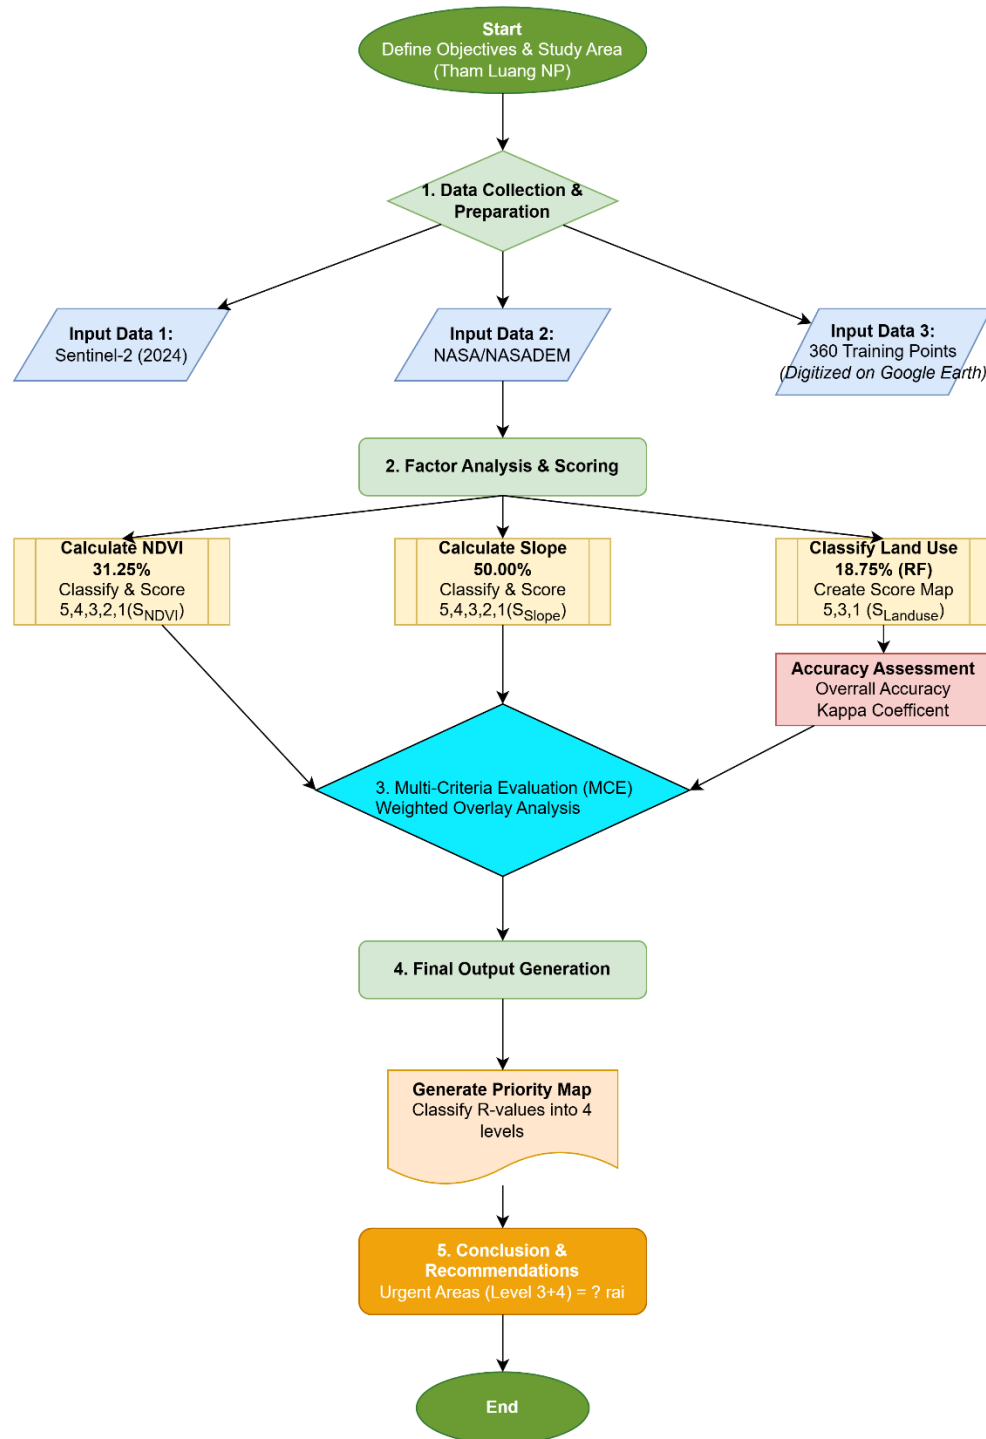 Start
Define Objectives & Study Area
(Tham Luang NP)
1. Data Collection &
Preparation
Input Data 1:
Sentinel-2 (2024)
Input Data 2:
NASA/NASADEM
Input Data 3:
360 Training Points
(Digitized on Google Earth)
2. Factor Analysis & Scoring
Calculate NDVI
31.25%
Classify & Score
5,4,3,2,1(S_NDVI)
Calculate Slope
50.00%
Classify & Score
5,4,3,2,1(S_Slope)
Classify Land Use
18.75% (RF)
Create Score Map
5,3,1 (S_Landuse)
Accuracy Assessment
Overrall Accuracy
Kappa Coefficent
3. Multi-Criteria Evaluation (MCE)
Weighted Overlay Analysis
4. Final Output Generation
Generate Priority Map
Classify R-values into 4
levels
5. Conclusion &
Recommendations
Urgent Areas (Level 3+4) = ? rai
End